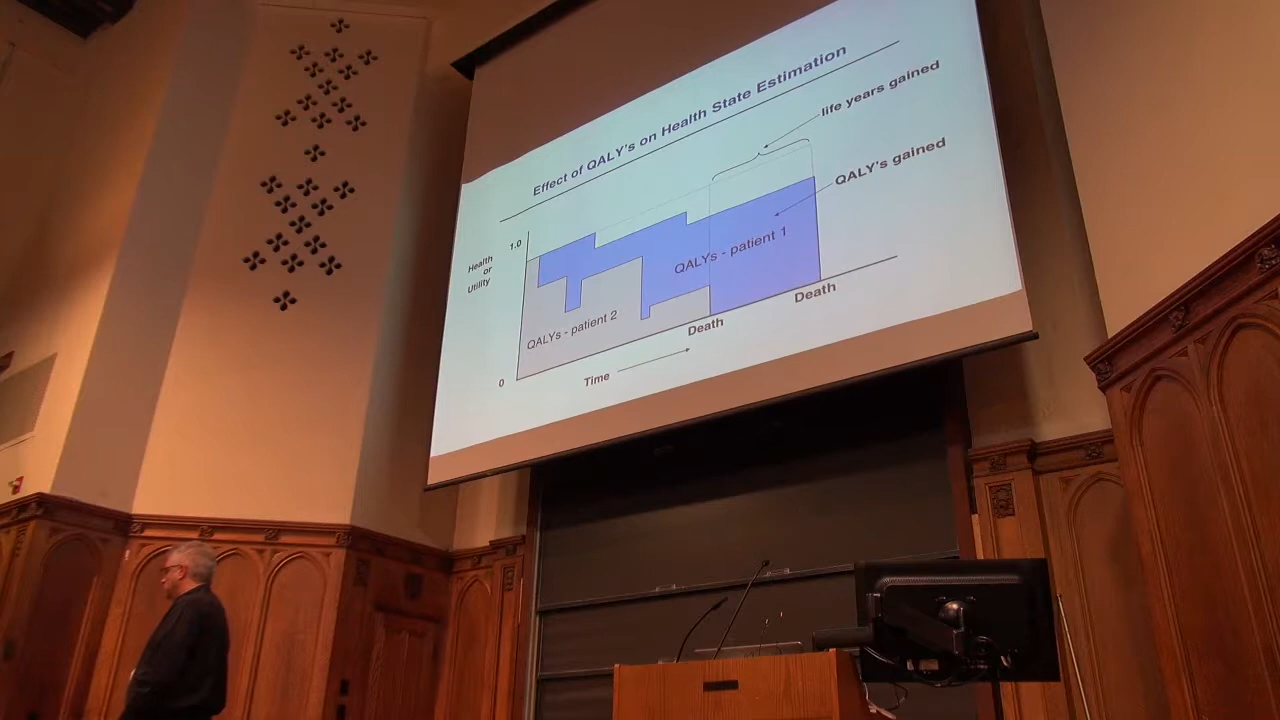 Effect of QALY's on Health State Estimation
life years gained
QALY's gained
1.0
Health
or
Utility
QALYs - patient 1
QALYs - patient 2
Death
Death
0
Time